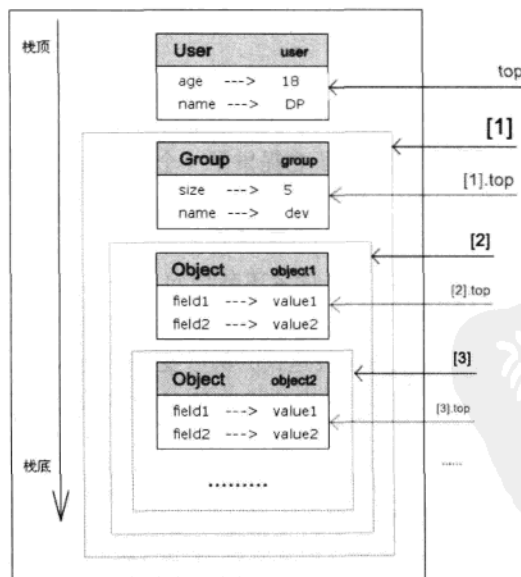 栈顶
User user
age ---> 18
name ---> DP
top
[1]
Group group
size ---> 5
name ---> dev
[1].top
[2]
Object object1
field1 ---> value1
field2 ---> value2
[2].top
[3]
Object object2
field1 ---> value1
field2 ---> value2
[3].top
栈底
.........
......